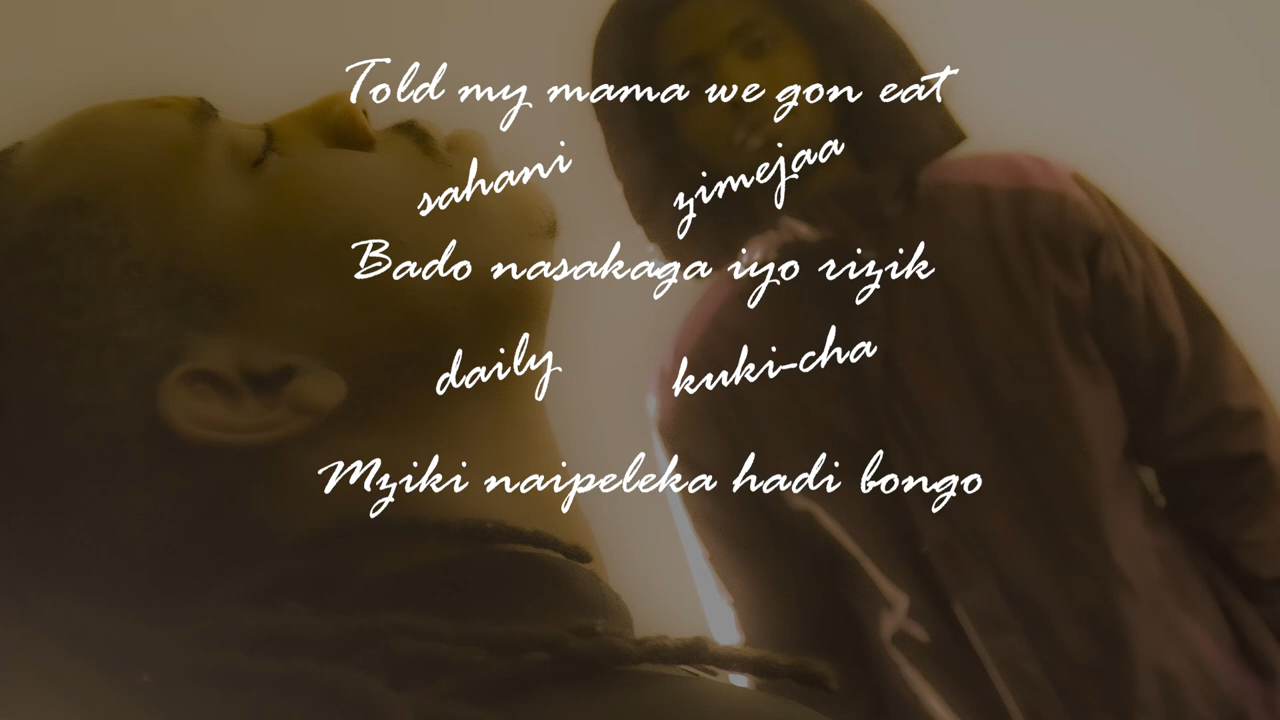 Told my mama we gon eat
sahani zimejaa
Bado nasakaga iyo rizik
daily kuki-cha
Mziki naipeleka hadi bongo